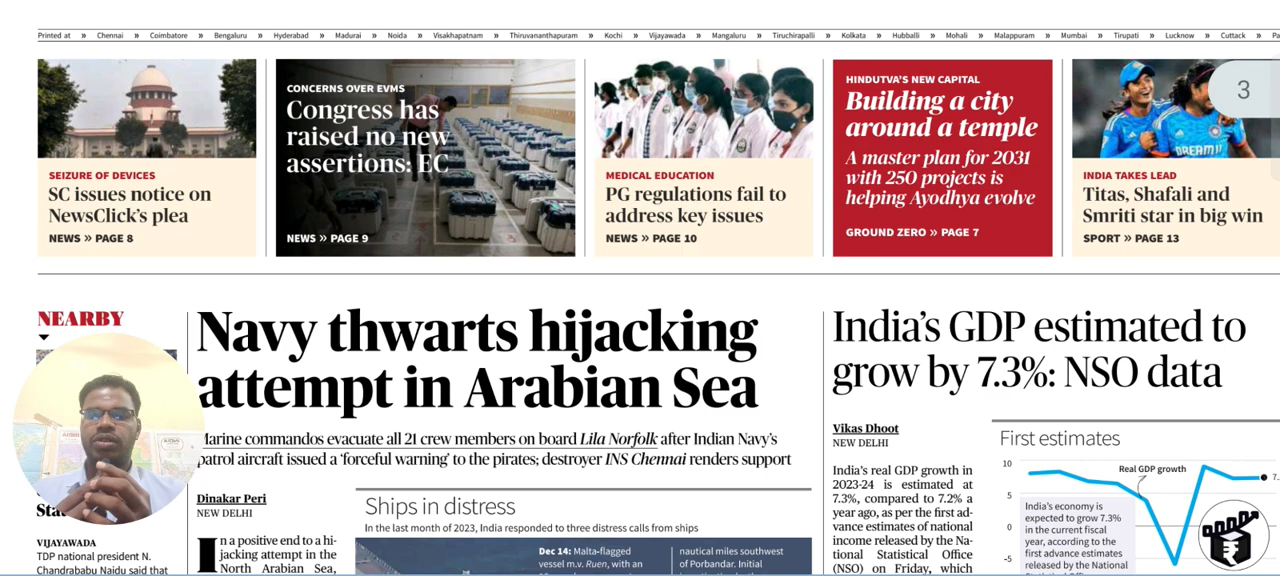 Printed at » Chennai » Coimbatore » Bengaluru » Hyderabad » Madurai » Noida » Visakhapatnam » Thiruvananthapuram » Kochi » Vijayawada » Mangaluru » Tiruchirapalli » Kolkata » Hubballi » Mohali » Malappuram » Mumbai » Tirupati » Lucknow » Cuttack »
SEIZURE OF DEVICES
SC issues notice on
NewsClick's plea
NEWS » PAGE 8
CONCERNS OVER EVMS
Congress has
raised no new
assertions: EC
NEWS » PAGE 9
MEDICAL EDUCATION
PG regulations fail to
address key issues
NEWS » PAGE 10
HINDUTVA'S NEW CAPITAL
Building a city
around a temple
A master plan for 2031
with 250 projects is
helping Ayodhya evolve
GROUND ZERO » PAGE 7
3
DREAM11
INDIA TAKES LEAD
Titas, Shafali and
Smriti star in big win
SPORT » PAGE 13
NEARBY
VIJAYAWADA
TDP national president N.
Chandrababu Naidu said that
Navy thwarts hijacking
attempt in Arabian Sea
Marine commandos evacuate all 21 crew members on board Lila Norfolk after Indian Navy's
patrol aircraft issued a 'forceful warning' to the pirates; destroyer INS Chennai renders support
Dinakar Peri
NEW DELHI
In a positive end to a hi-
jacking attempt in the
North Arabian Sea,
Ships in distress
In the last month of 2023, India responded to three distress calls from ships
Dec 14: Malta-flagged
vessel m.v. Ruen, with an
nautical miles southwest
of Porbandar. Initial
India's GDP estimated to
grow by 7.3%: NSO data
Vikas Dhoot
NEW DELHI
India's real GDP growth in
2023-24 is estimated at
7.3%, compared to 7.2% a
year ago, as per the first ad-
vance estimates of national
income released by the Na-
tional Statistical Office
(NSO) on Friday, which
First estimates
10
Real GDP growth
5
0
-5
India's economy is
expected to grow 7.3%
in the current fiscal
year, according to the
first advance estimates
released by the National